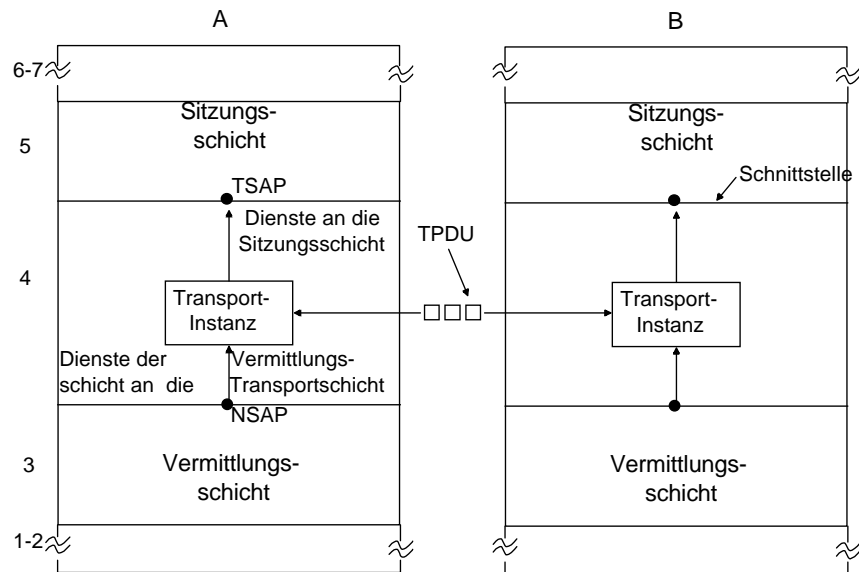 A
B
6-7
Sitzungs-
schicht
Sitzungs-
schicht
5
TSAP
Schnittstelle
Dienste an die
Sitzungsschicht
TPDU
4
Transport-
Instanz
Transport-
Instanz
Dienste der Vermittlungs-
schicht an die Transportschicht
NSAP
3
Vermittlungs-
schicht
Vermittlungs-
schicht
1-2